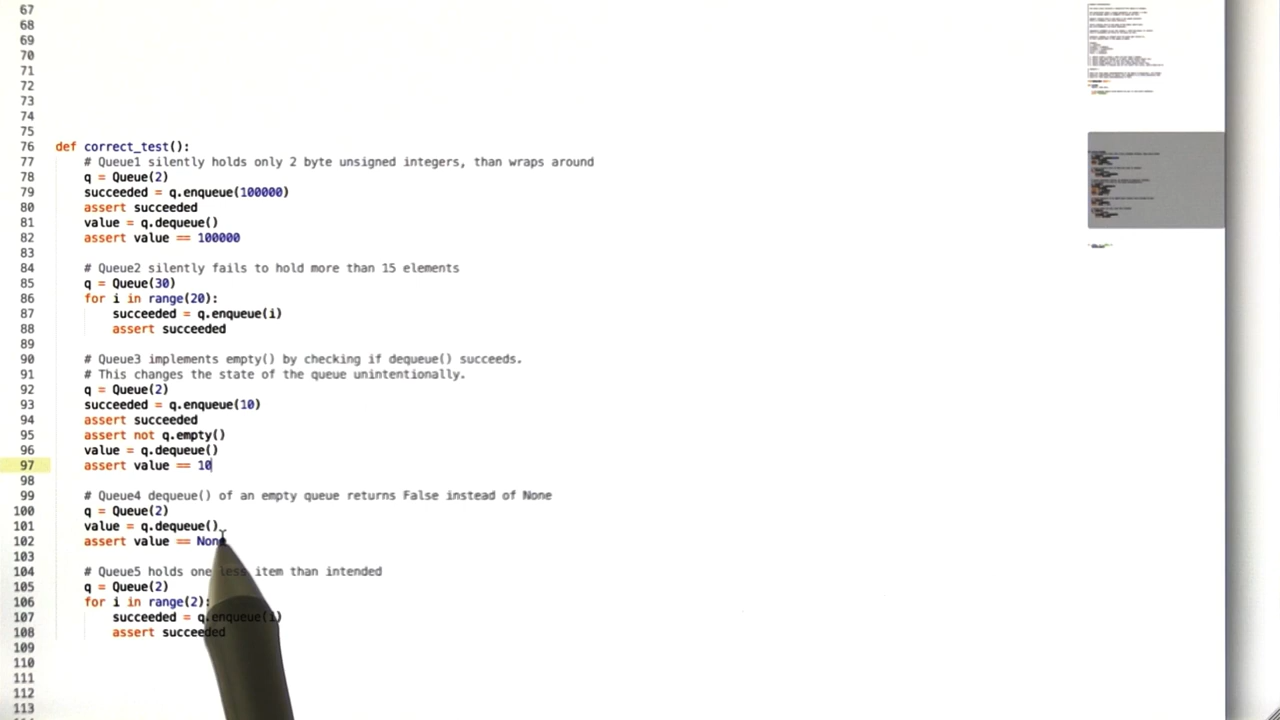 67
68
69
70
71
72
73
74
75
76 def correct_test():
77 # Queue1 silently holds only 2 byte unsigned integers, than wraps around
78 q = Queue(2)
79 succeeded = q.enqueue(100000)
80 assert succeeded
81 value = q.dequeue()
82 assert value == 100000
83
84 # Queue2 silently fails to hold more than 15 elements
85 q = Queue(30)
86 for i in range(20):
87 succeeded = q.enqueue(i)
88 assert succeeded
89
90 # Queue3 implements empty() by checking if dequeue() succeeds.
91 # This changes the state of the queue unintentionally.
92 q = Queue(2)
93 succeeded = q.enqueue(10)
94 assert succeeded
95 assert not q.empty()
96 value = q.dequeue()
97 assert value == 10
98
99 # Queue4 dequeue() of an empty queue returns False instead of None
100 q = Queue(2)
101 value = q.dequeue()
102 assert value == None
103
104 # Queue5 holds one less item than intended
105 q = Queue(2)
106 for i in range(2):
107 succeeded = q.enqueue(i)
108 assert succeeded
109
110
111
112
113